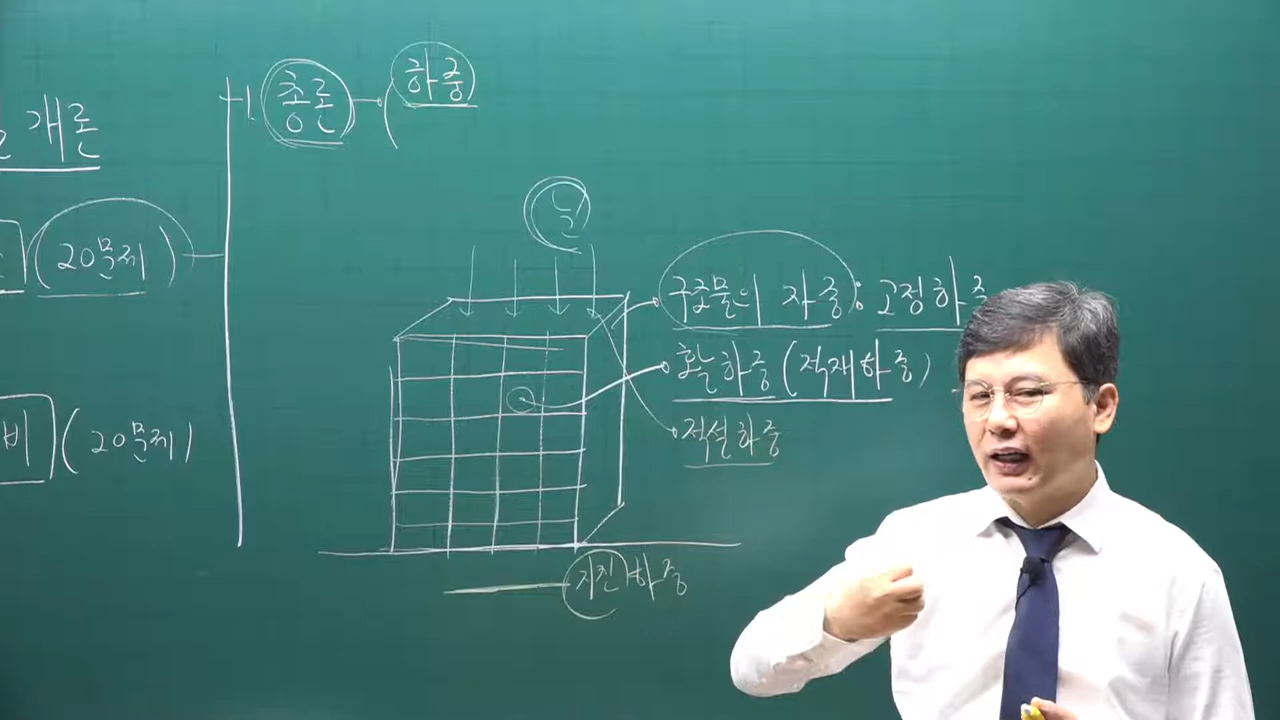 개론
1. 총론 하중
눈
20문제
구조물의 자중 : 고정하중
활하중 (적재하중)
적설하중
비 (20문제)
지진하중